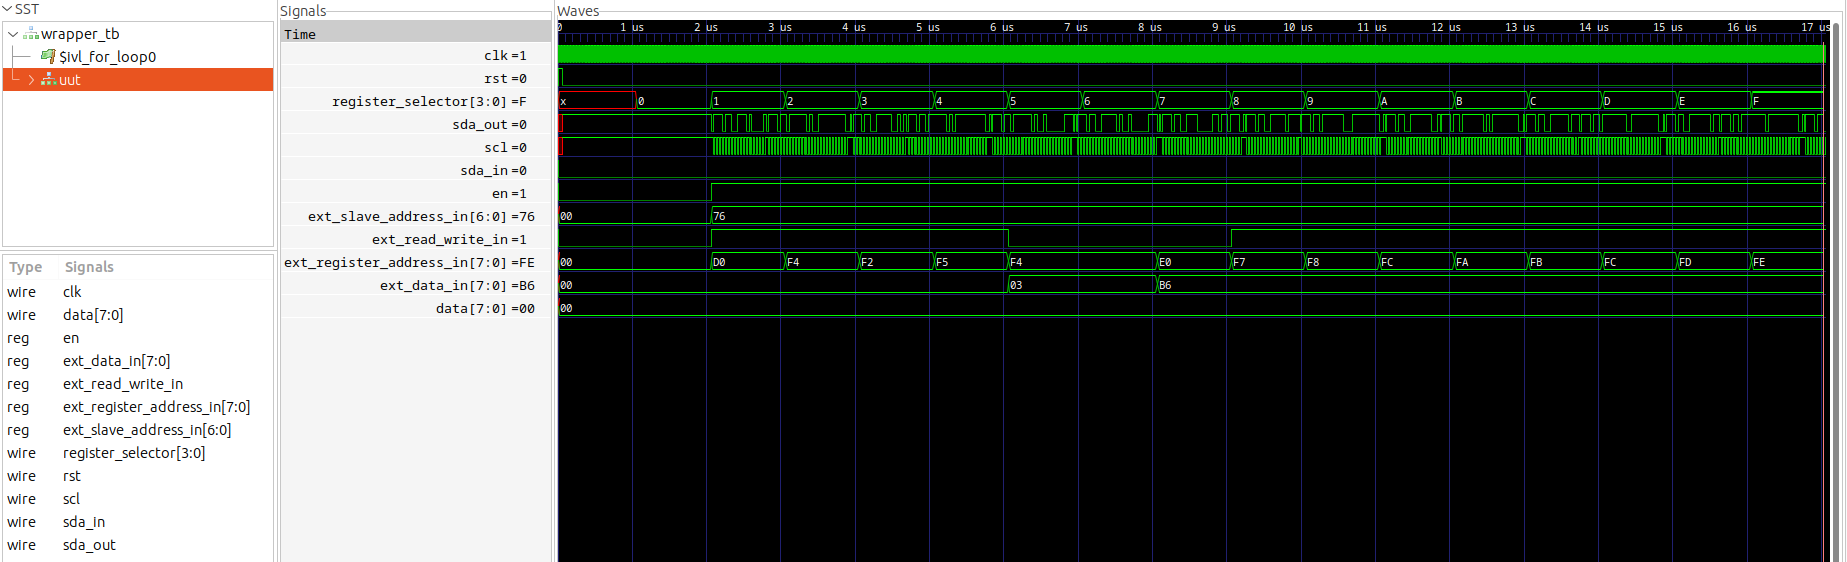 SST
wrapper_tb
$ivl_for_loop0
uut
Type Signals
wire clk
wire data[7:0]
reg en
reg ext_data_in[7:0]
reg ext_read_write_in
reg ext_register_address_in[7:0]
reg ext_slave_address_in[6:0]
wire register_selector[3:0]
wire rst
wire scl
wire sda_in
wire sda_out
Signals
Time
clk=1
rst=0
register_selector[3:0]=F
sda_out=0
scl=0
sda_in=0
en=1
ext_slave_address_in[6:0]=76
ext_read_write_in=1
ext_register_address_in[7:0]=FE
ext_data_in[7:0]=B6
data[7:0]=00
Waves
0 1 us 2 us 3 us 4 us 5 us 6 us 7 us 8 us 9 us 10 us 11 us 12 us 13 us 14 us 15 us 16 us 17 us
x 0 1 2 3 4 5 6 7 8 9 A B C D E F
00 76
00 D0 F4 F2 F5 F4 E0 F7 F8 FC FA FB FC FD FE
00 03 B6
00